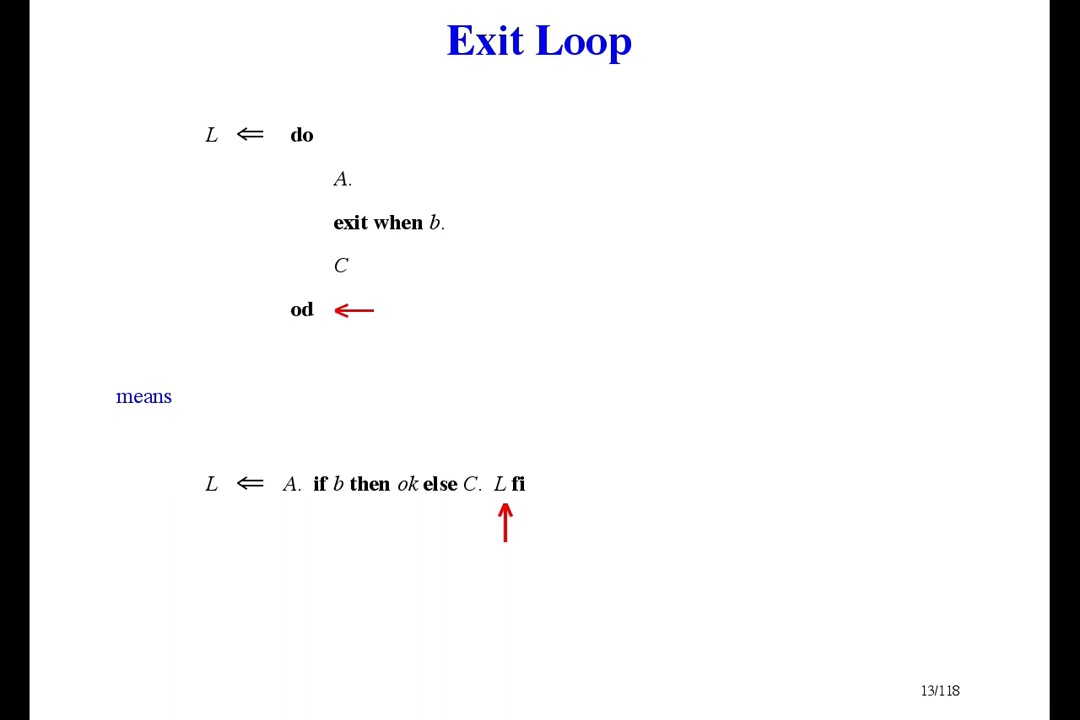 Exit Loop
L ⇐ do
A.
exit when b.
C
od
means
L ⇐ A. if b then ok else C. L fi
13/118